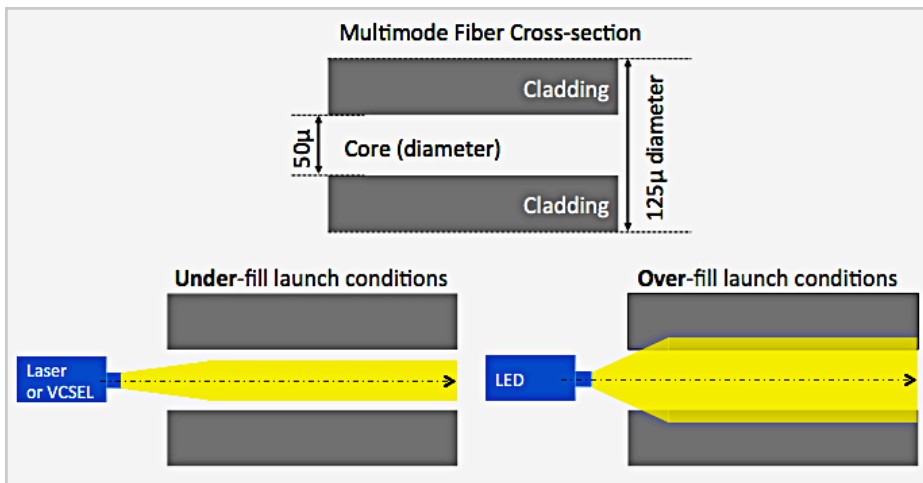 Multimode Fiber Cross-section
Cladding
50μ
Core (diameter)
125μ diameter
Cladding
Under-fill launch conditions
Over-fill launch conditions
Laser
or VCSEL
LED